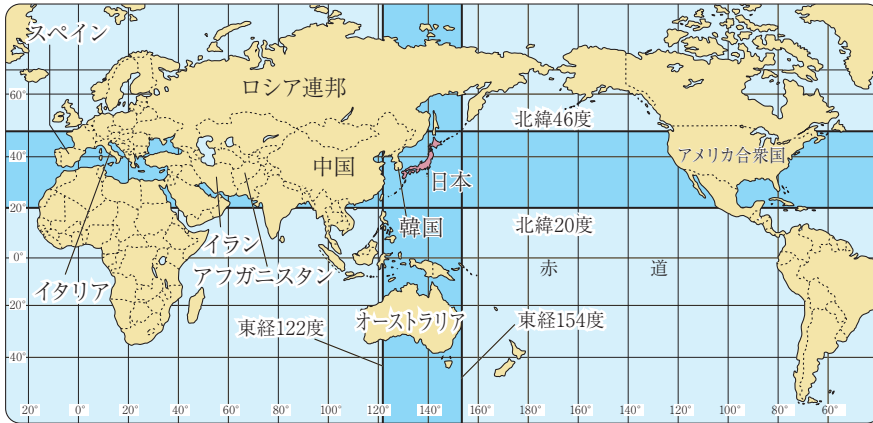 スペイン
ロシア連邦
60°
北緯46度
アメリカ合衆国
40°
中国
日本
20°
韓国
北緯20度
イラン
アフガニスタン
0°
赤道
イタリア
20°
オーストラリア
東経122度
東経154度
40°
20° 0° 20° 40° 60° 80° 100° 120° 140° 160° 180° 160° 140° 120° 100° 80° 60°